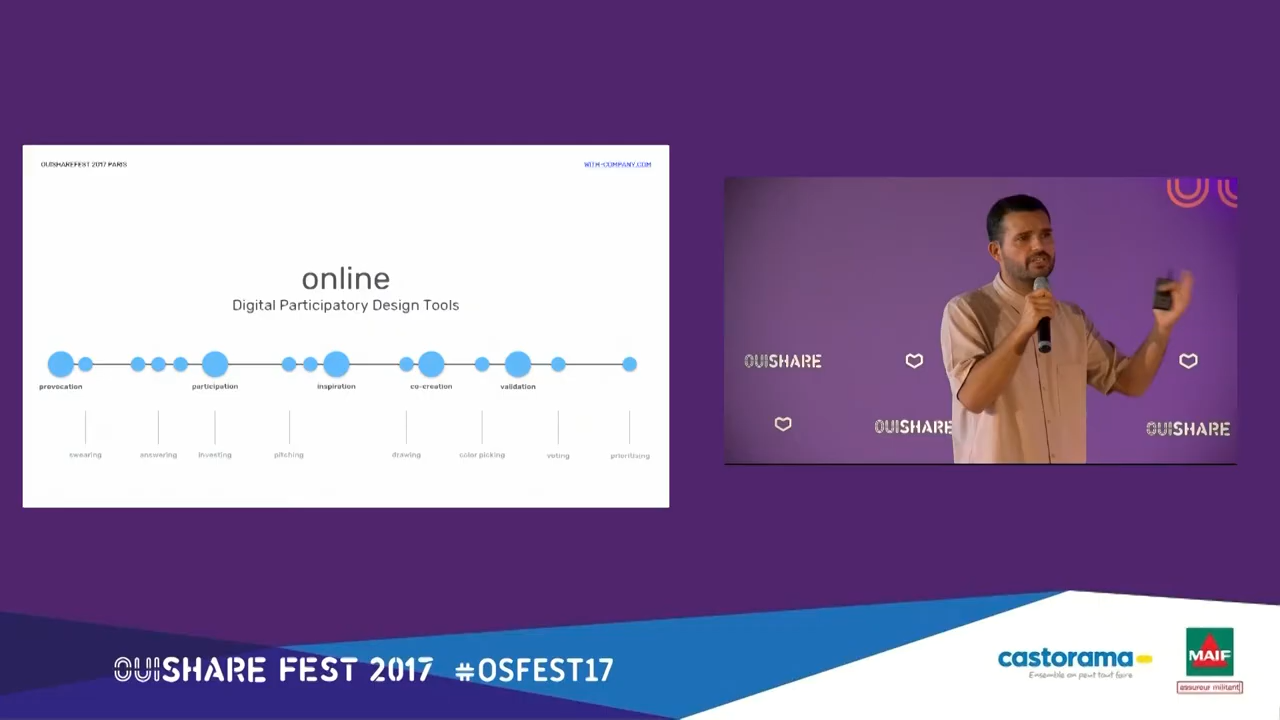 OUISHAREFEST 2017 PARIS
WITH-COMPANY.COM
online
Digital Participatory Design Tools
provocation
participation
inspiration
co-creation
validation
swearing
answering
investing
pitching
drawing
color picking
voting
prioritising
OUISHARE
OUISHARE
OUISHARE
OUISHARE FEST 2017 #OSFEST17
castorama
Ensemble on peut tout faire
MAIF
assureur militant